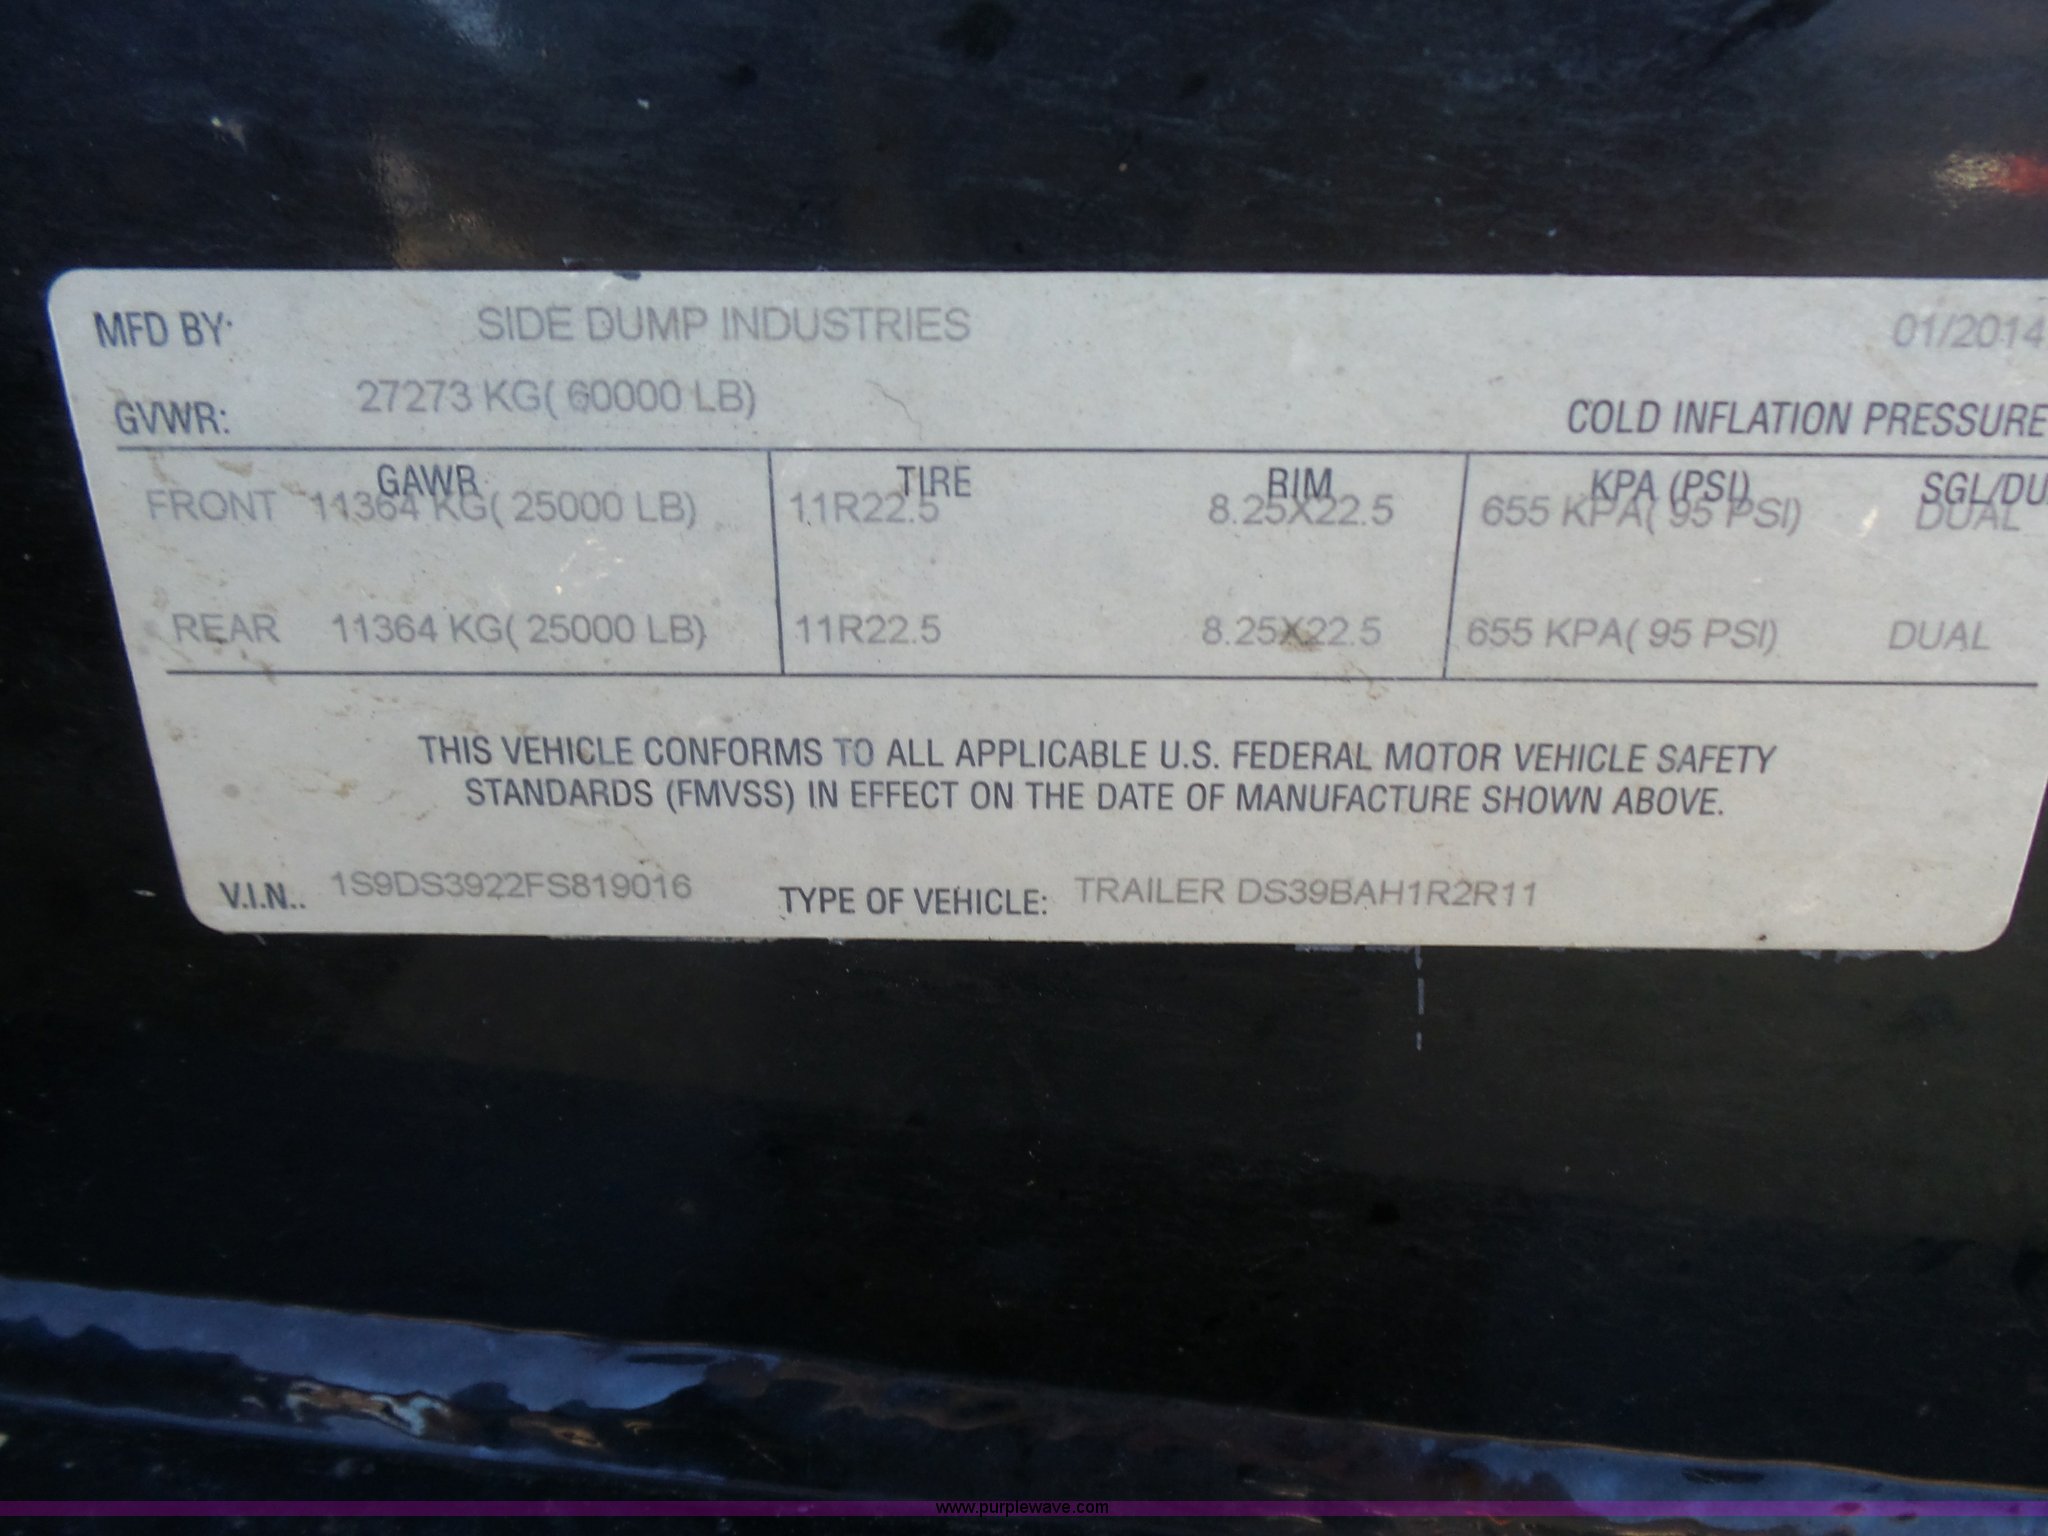 MFD BY: SIDE DUMP INDUSTRIES 01/2014
GVWR: 27273 KG( 60000 LB) COLD INFLATION PRESSURE
GAWR TIRE RIM KPA (PSI) SGL/DU
FRONT 11364 KG( 25000 LB) 11R22.5 8.25X22.5 655 KPA( 95 PSI) DUAL
REAR 11364 KG( 25000 LB) 11R22.5 8.25X22.5 655 KPA( 95 PSI) DUAL
THIS VEHICLE CONFORMS TO ALL APPLICABLE U.S. FEDERAL MOTOR VEHICLE SAFETY
STANDARDS (FMVSS) IN EFFECT ON THE DATE OF MANUFACTURE SHOWN ABOVE.
V.I.N.. 1S9DS3922FS819016 TYPE OF VEHICLE: TRAILER DS39BAH1R2R11
www.purplewave.com